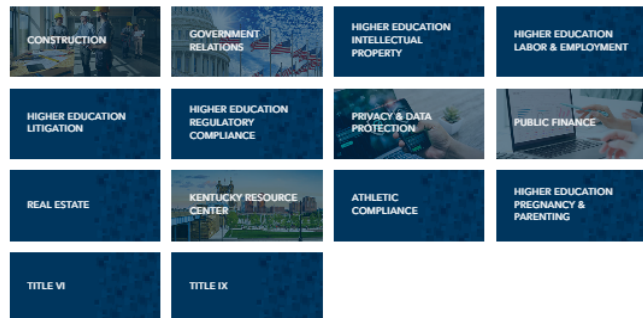 CONSTRUCTION
GOVERNMENT
RELATIONS
HIGHER EDUCATION
INTELLECTUAL
PROPERTY
HIGHER EDUCATION
LABOR & EMPLOYMENT
HIGHER EDUCATION
LITIGATION
HIGHER EDUCATION
REGULATORY
COMPLIANCE
PRIVACY & DATA
PROTECTION
PUBLIC FINANCE
REAL ESTATE
KENTUCKY RESOURCE
CENTER
ATHLETIC
COMPLIANCE
HIGHER EDUCATION
PREGNANCY &
PARENTING
TITLE VI
TITLE IX